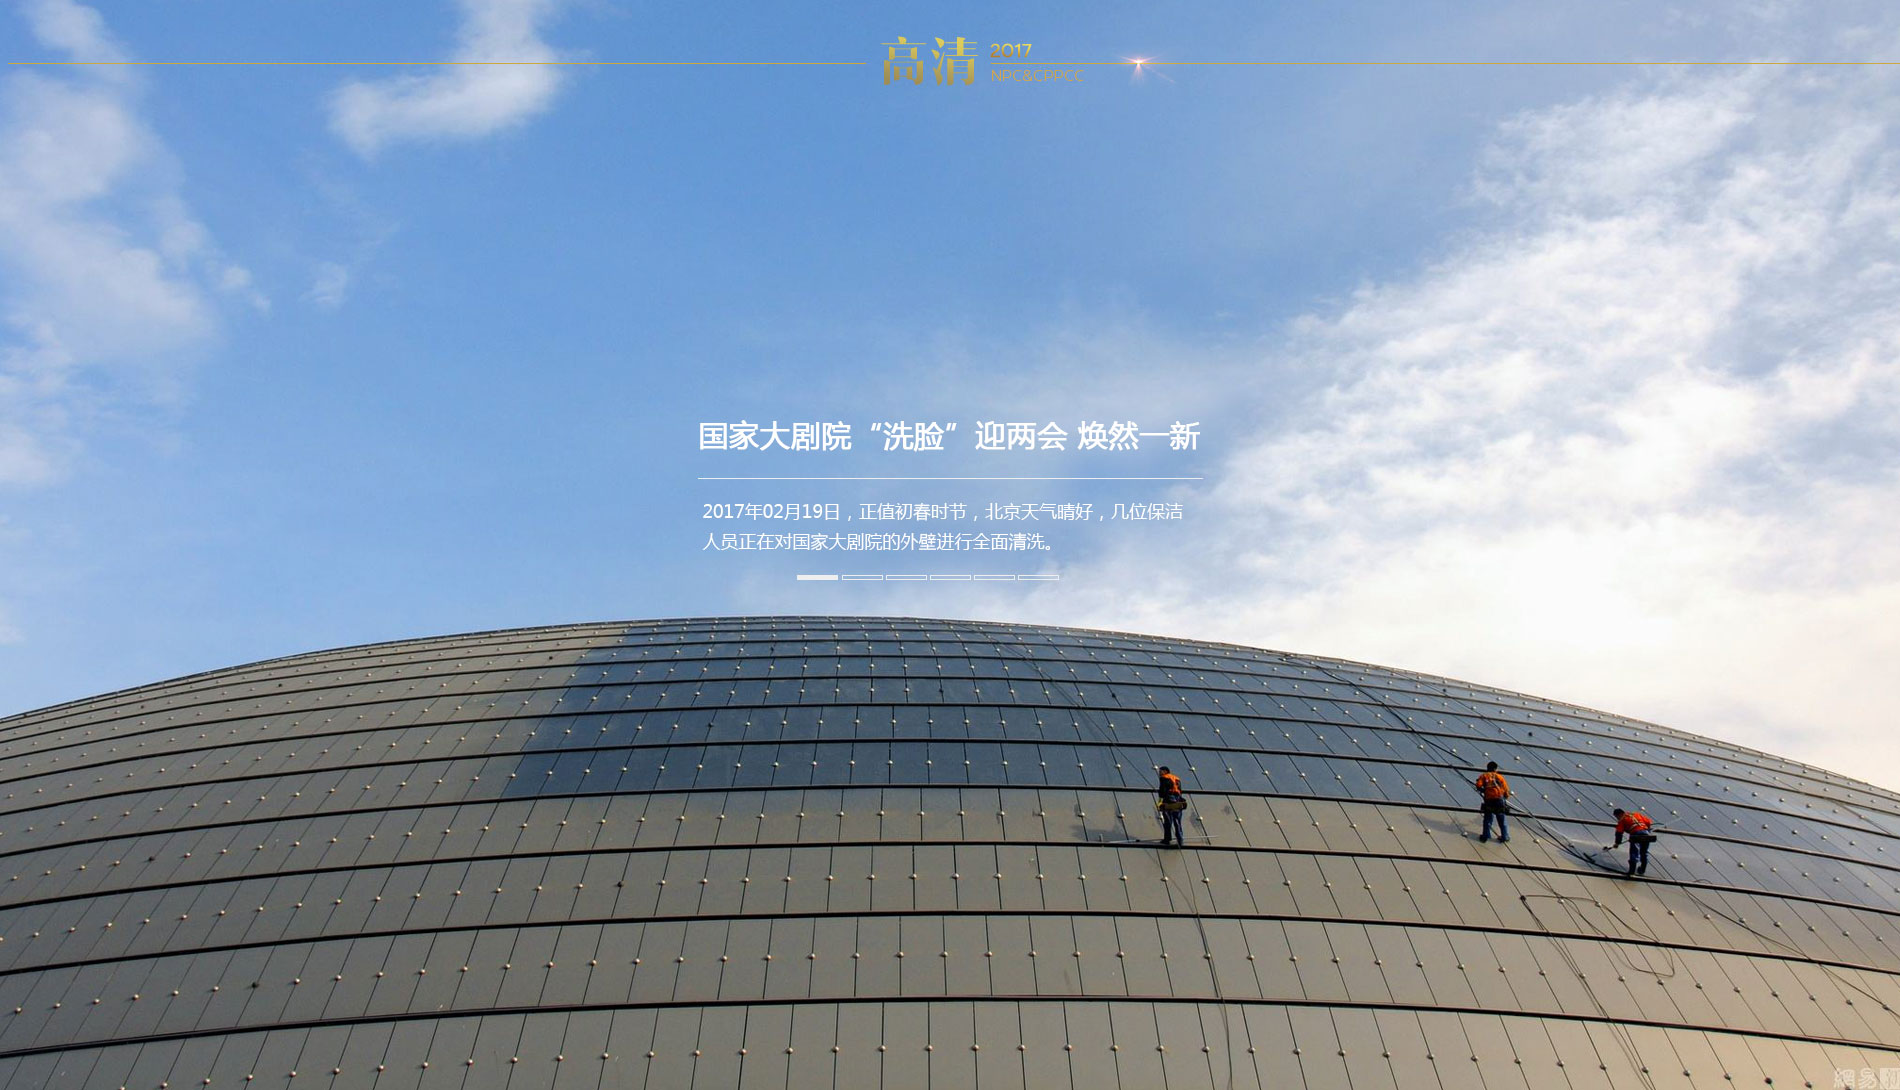 高清
2017
NPC&CPPCC
国家大剧院“洗脸”迎两会 焕然一新
2017年02月19日，正值初春时节，北京天气晴好，几位保洁
人员正在对国家大剧院的外壁进行全面清洗。
網易